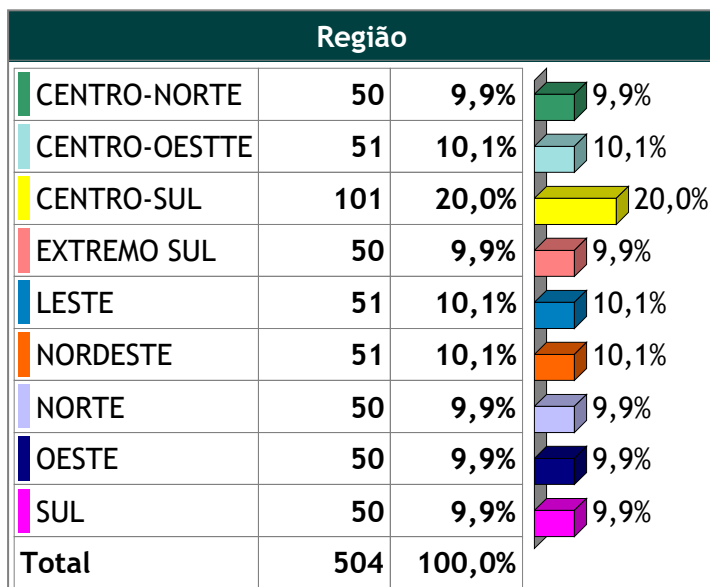 Região
CENTRO-NORTE 50 9,9% 9,9%
CENTRO-OESTTE 51 10,1% 10,1%
CENTRO-SUL 101 20,0% 20,0%
EXTREMO SUL 50 9,9% 9,9%
LESTE 51 10,1% 10,1%
NORDESTE 51 10,1% 10,1%
NORTE 50 9,9% 9,9%
OESTE 50 9,9% 9,9%
SUL 50 9,9% 9,9%
Total 504 100,0%